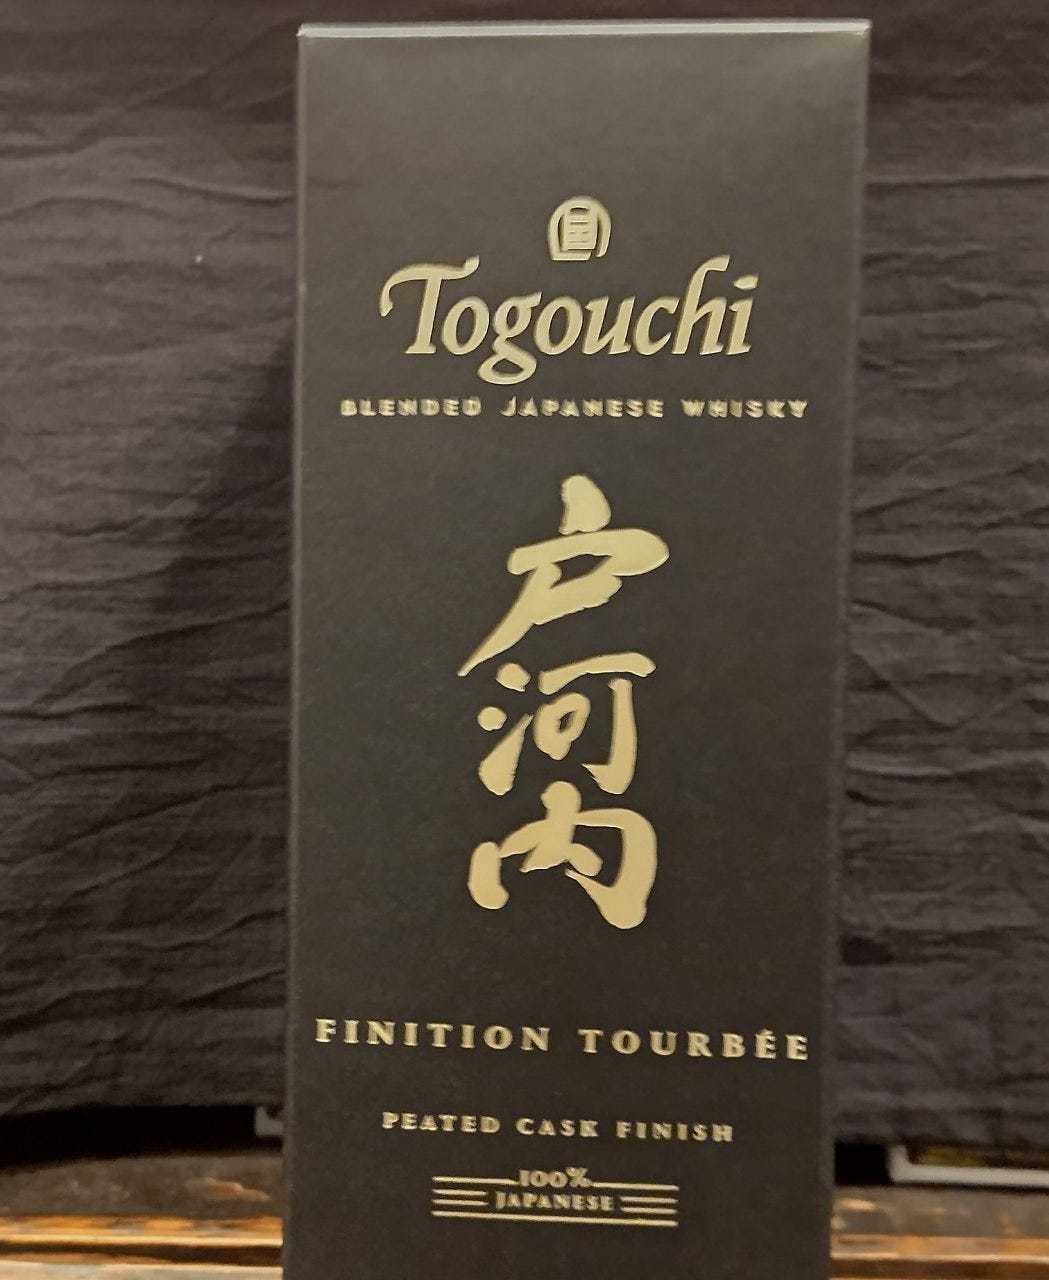 Togouchi
BLENDED JAPANESE WHISKY
戸河内
FINITION TOURBÉE
PEATED CASK FINISH
100%
JAPANESE